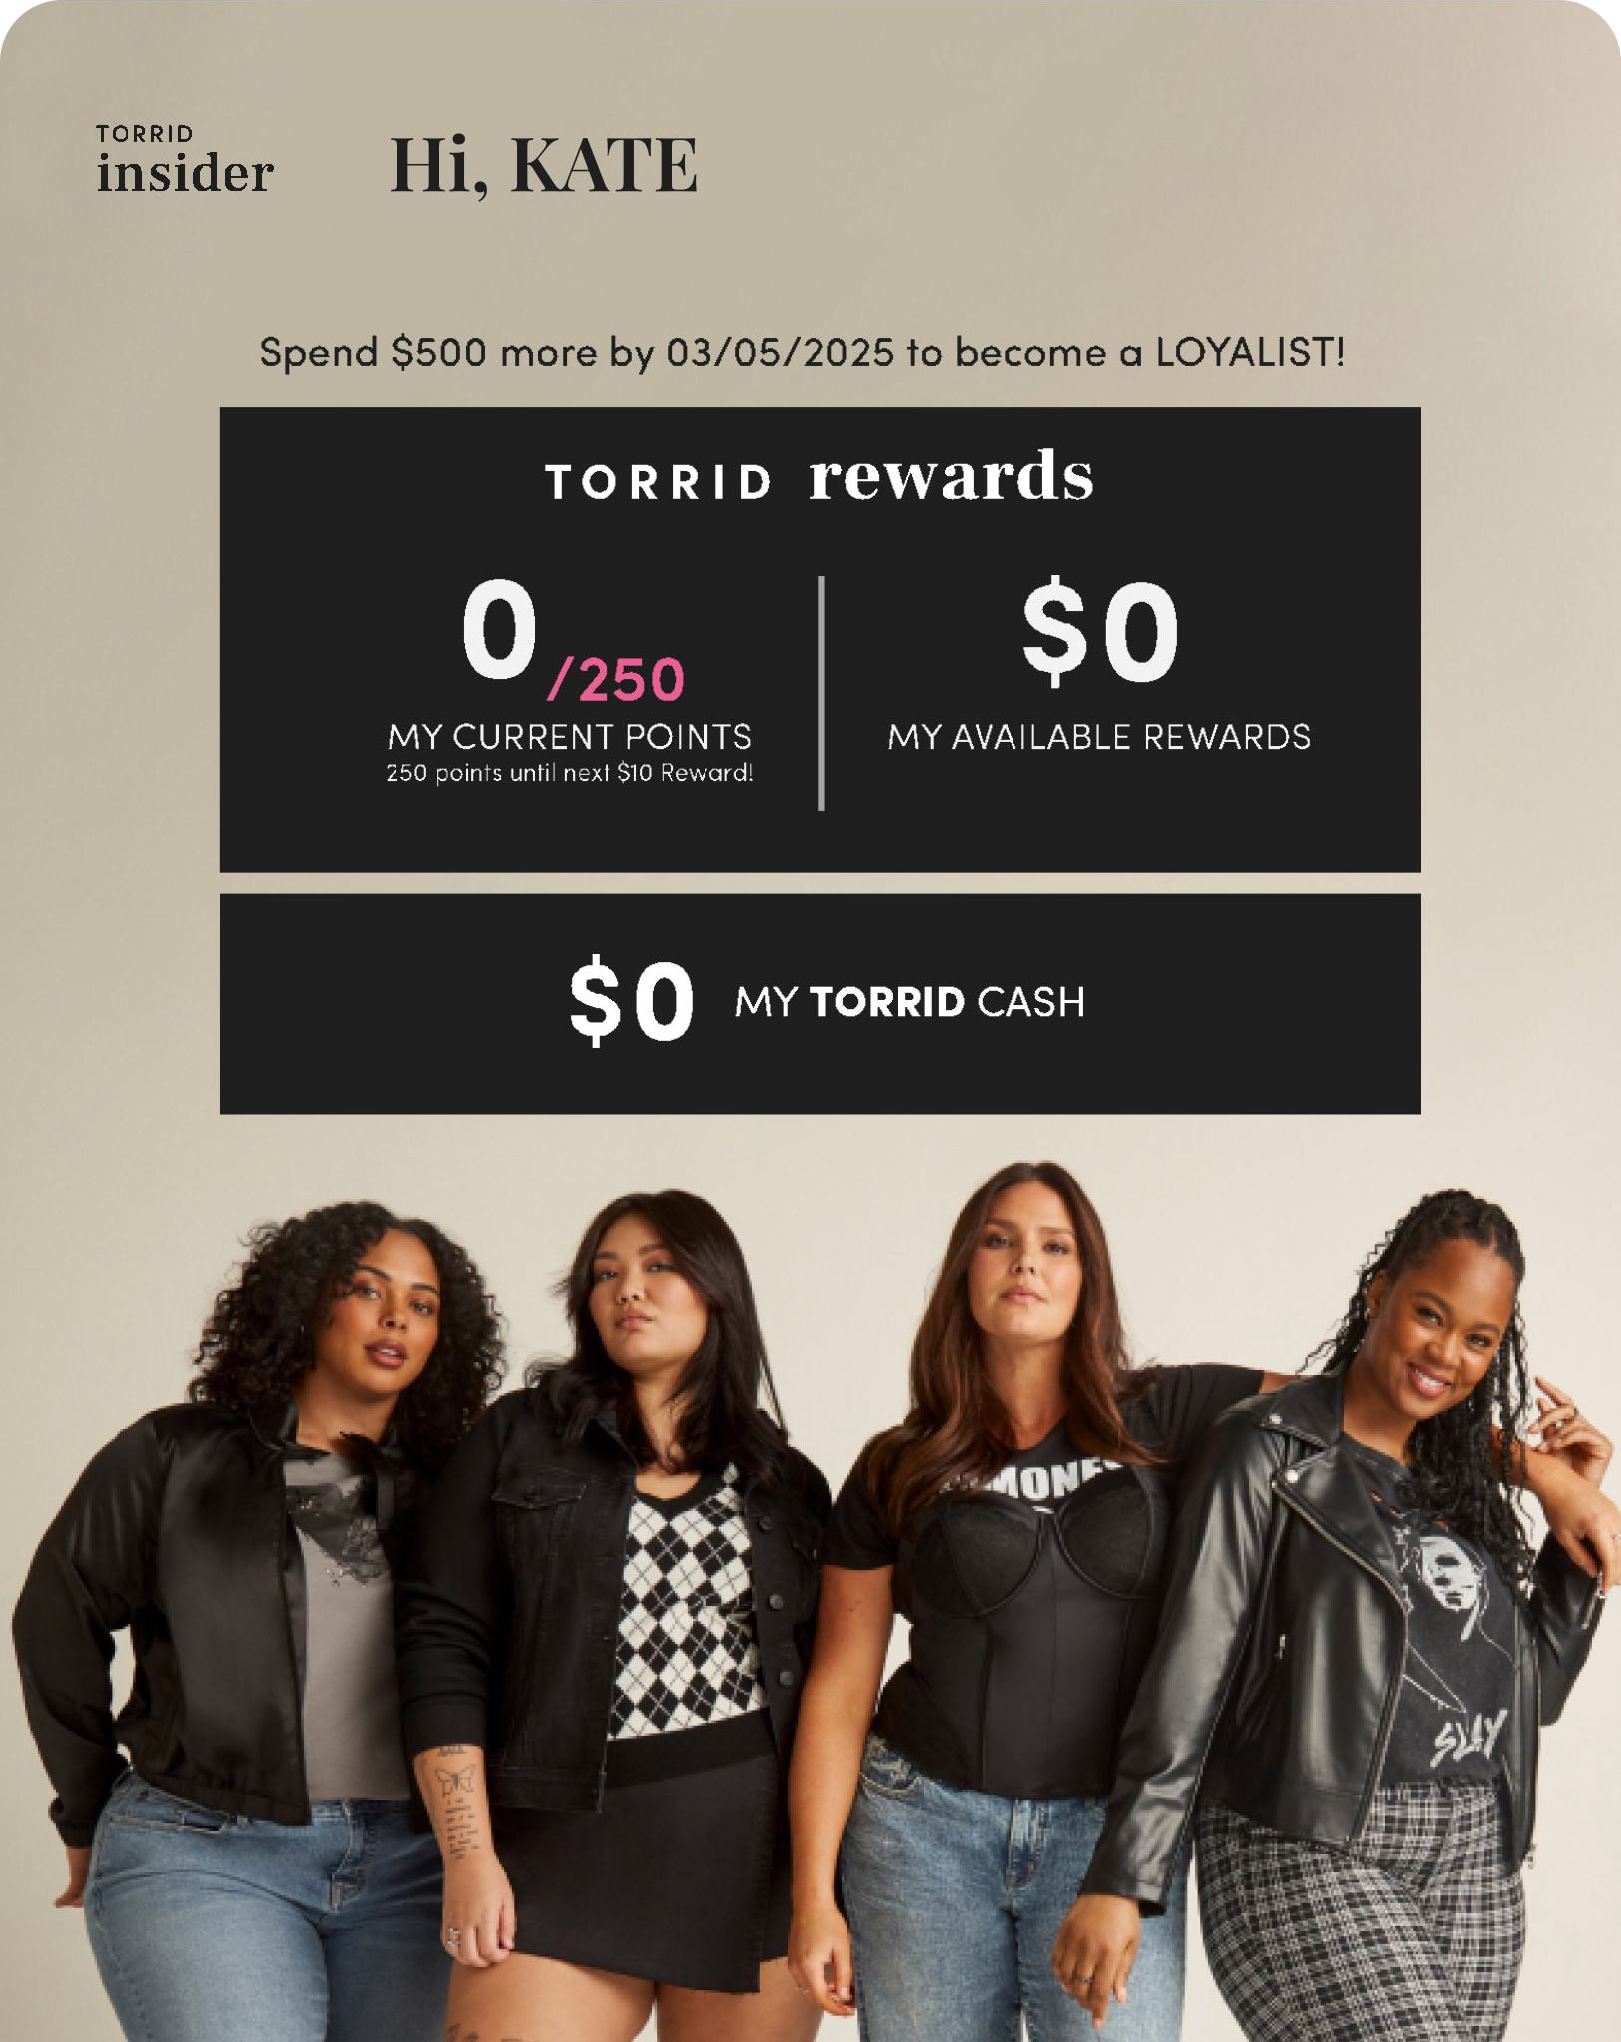 TORRID
insider
Hi, KATE
Spend $500 more by 03/05/2025 to become a LOYALIST!
TORRID rewards
0/250
MY CURRENT POINTS
250 points until next $10 Reward!
$0
MY AVAILABLE REWARDS
$0 MY TORRID CASH
SLAY